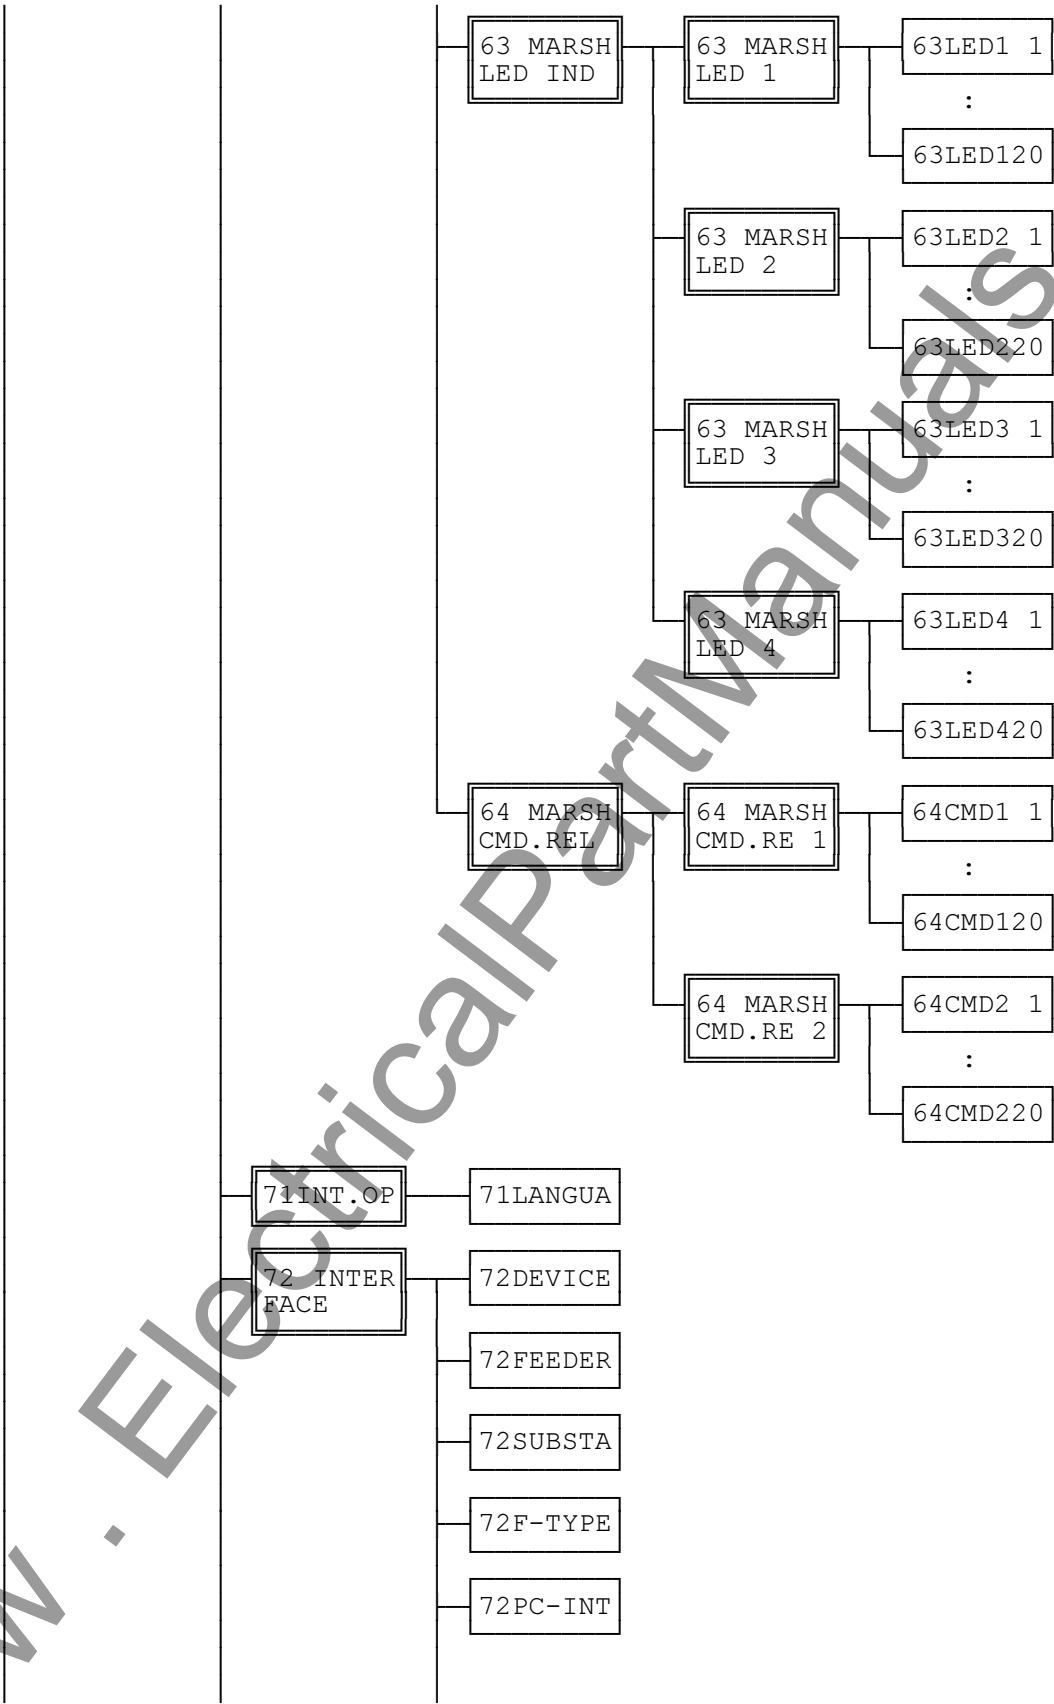 63 MARSH
LED IND
63 MARSH
LED 1
63LED1 1
:
63LED120
63 MARSH
LED 2
63LED2 1
:
63LED220
63 MARSH
LED 3
63LED3 1
:
63LED320
63 MARSH
LED 4
63LED4 1
:
63LED420
64 MARSH
CMD.REL
64 MARSH
CMD.RE 1
64CMD1 1
:
64CMD120
64 MARSH
CMD.RE 2
64CMD2 1
:
64CMD220
71INT.OP
71LANGUA
72 INTER
FACE
72DEVICE
72FEEDER
72SUBSTA
72F-TYPE
72PC-INT
w . ElectricalPartManuals